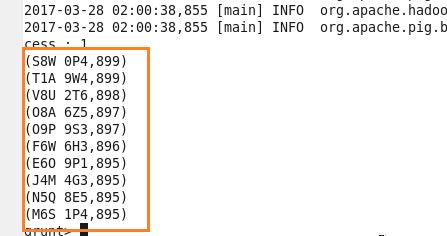 2017-03-28 02:00:38,855 [main] INFO org.apache.hadoo
2017-03-28 02:00:38,855 [main] INFO org.apache.pig.b
cess : 1
(S8W 0P4,899)
(T1A 9W4,899)
(V8U 2T6,898)
(O8A 6Z5,897)
(O9P 9S3,897)
(F6W 6H3,896)
(E6O 9P1,895)
(J4M 4G3,895)
(N5Q 8E5,895)
(M6S 1P4,895)
grunt>